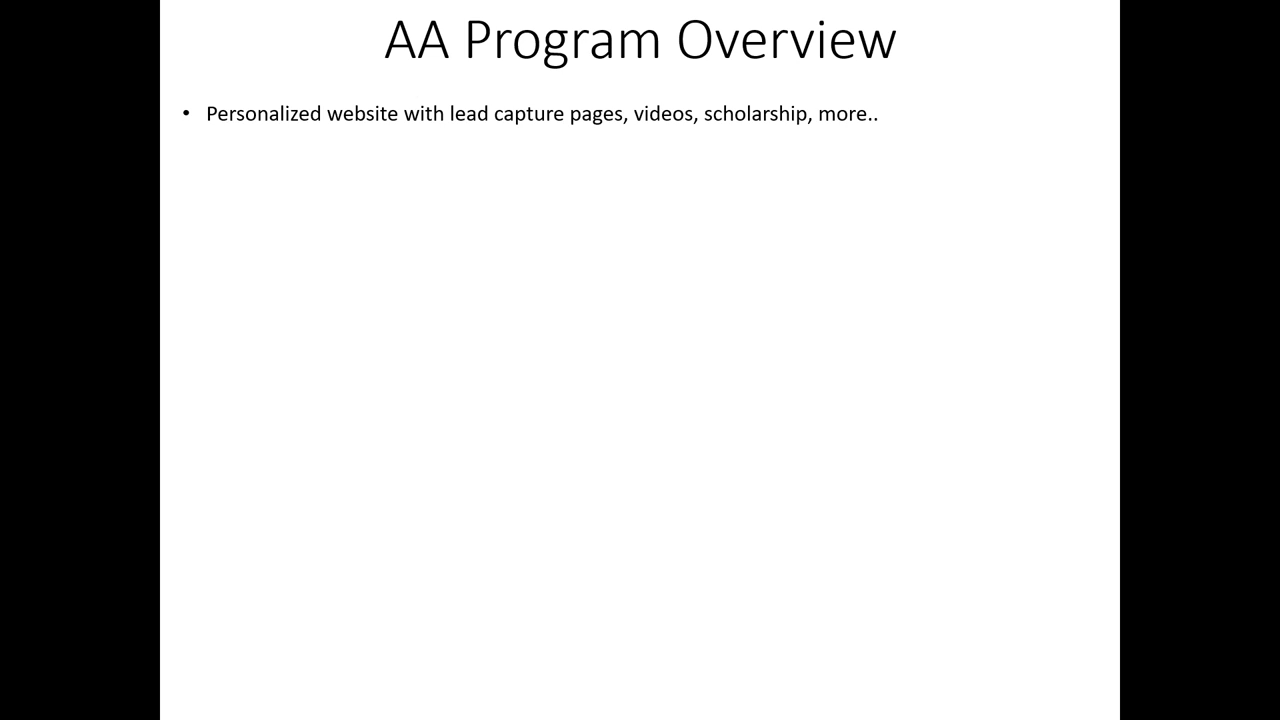 AA Program Overview
• Personalized website with lead capture pages, videos, scholarship, more..